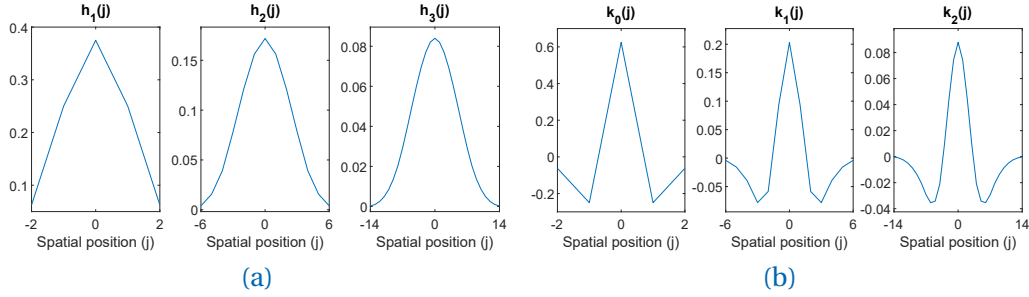 h1(j)
0.4
0.3
0.2
0.1
-2 0 2
Spatial position (j)
h2(j)
0.15
0.1
0.05
0
-6 0 6
Spatial position (j)
h3(j)
0.08
0.06
0.04
0.02
0
-14 0 14
Spatial position (j)
(a)
k0(j)
0.6
0.4
0.2
0
-0.2
-2 0 2
Spatial position (j)
k1(j)
0.2
0.15
0.1
0.05
0
-0.05
-6 0 6
Spatial position (j)
k2(j)
0.08
0.06
0.04
0.02
0
-0.02
-0.04
-14 0 14
Spatial position (j)
(b)